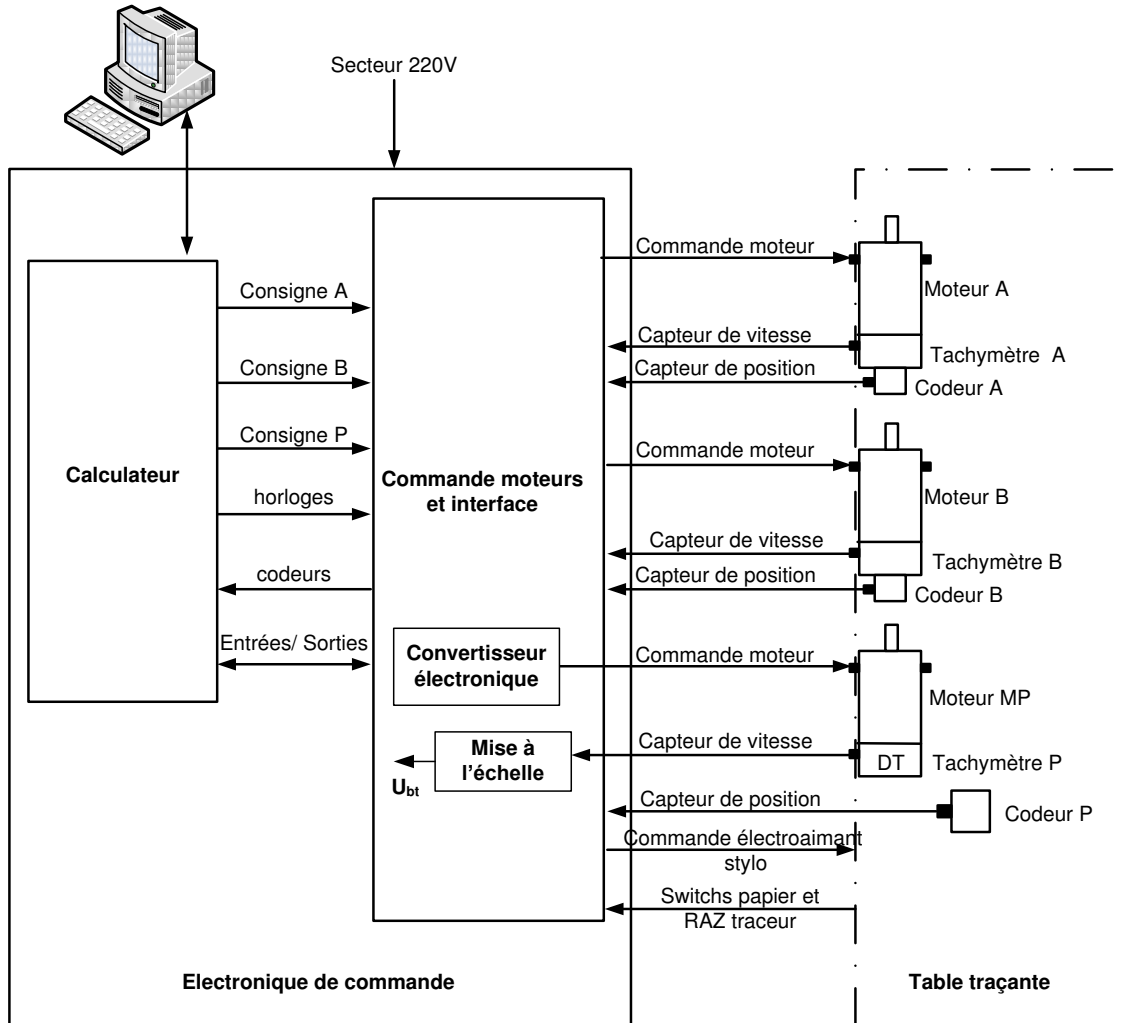 Secteur 220V
Commande moteur
Moteur A
Consigne A
Capteur de vitesse
Tachymètre A
Consigne B
Capteur de position
Codeur A
Consigne P
Commande moteur
Calculateur
Commande moteurs
et interface
horloges
Moteur B
Capteur de vitesse
Tachymètre B
codeurs
Capteur de position
Codeur B
Entrées/ Sorties
Convertisseur
électronique
Commande moteur
Moteur MP
Mise à
l'échelle
Capteur de vitesse
DT
Tachymètre P
Ubt
Capteur de position
Codeur P
Commande électroaimant
stylo
Switchs papier et
RAZ traceur
Electronique de commande
Table traçante